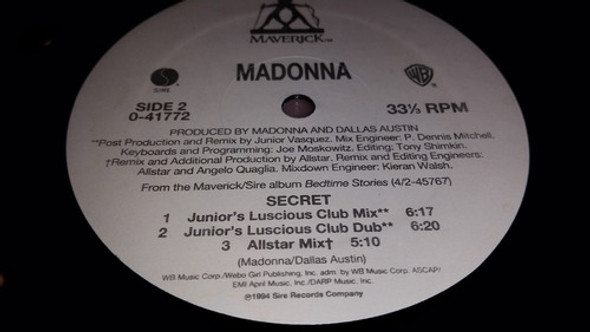 MAVERICK™
MADONNA
SIRE
WB
SIDE 2
0-41772
33⅓ RPM
PRODUCED BY MADONNA AND DALLAS AUSTIN
**Post Production and Remix by Junior Vasquez. Mix Engineer: P. Dennis Mitchell.
Keyboards and Programming: Joe Moskowitz. Editing: Tony Shimkin.
†Remix and Additional Production by Allstar. Remix and Editing Engineers:
Allstar and Angelo Quaglia. Mixdown Engineer: Kieran Walsh.
From the Maverick/Sire album Bedtime Stories (4/2-45767)
SECRET
1 Junior's Luscious Club Mix** 6:17
2 Junior's Luscious Club Dub** 6:20
3 Allstar Mix† 5:10
(Madonna/Dallas Austin)
WB Music Corp./Webo Girl Publishing, Inc. adm. by WB Music Corp. ASCAP/
EMI April Music, Inc./DARP Music, Inc.
℗1994 Sire Records Company